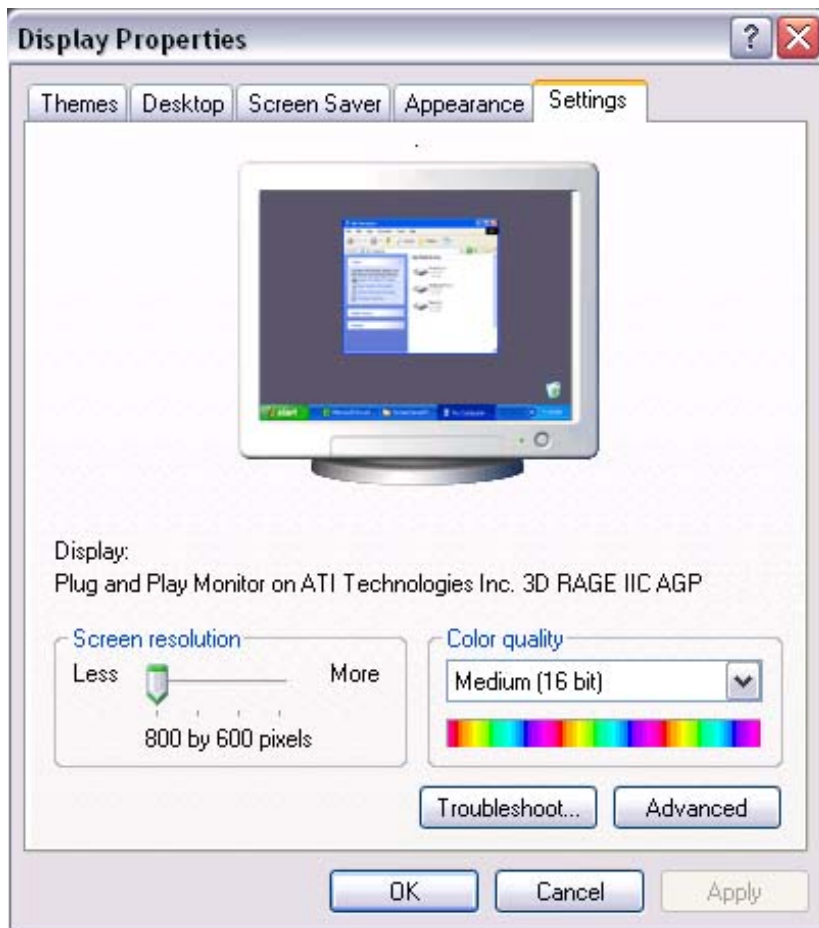 Display Properties
Themes Desktop Screen Saver Appearance Settings
start
Display:
Plug and Play Monitor on ATI Technologies Inc. 3D RAGE IIC AGP
Screen resolution
Less More
800 by 600 pixels
Color quality
Medium (16 bit)
Troubleshoot... Advanced
OK Cancel Apply